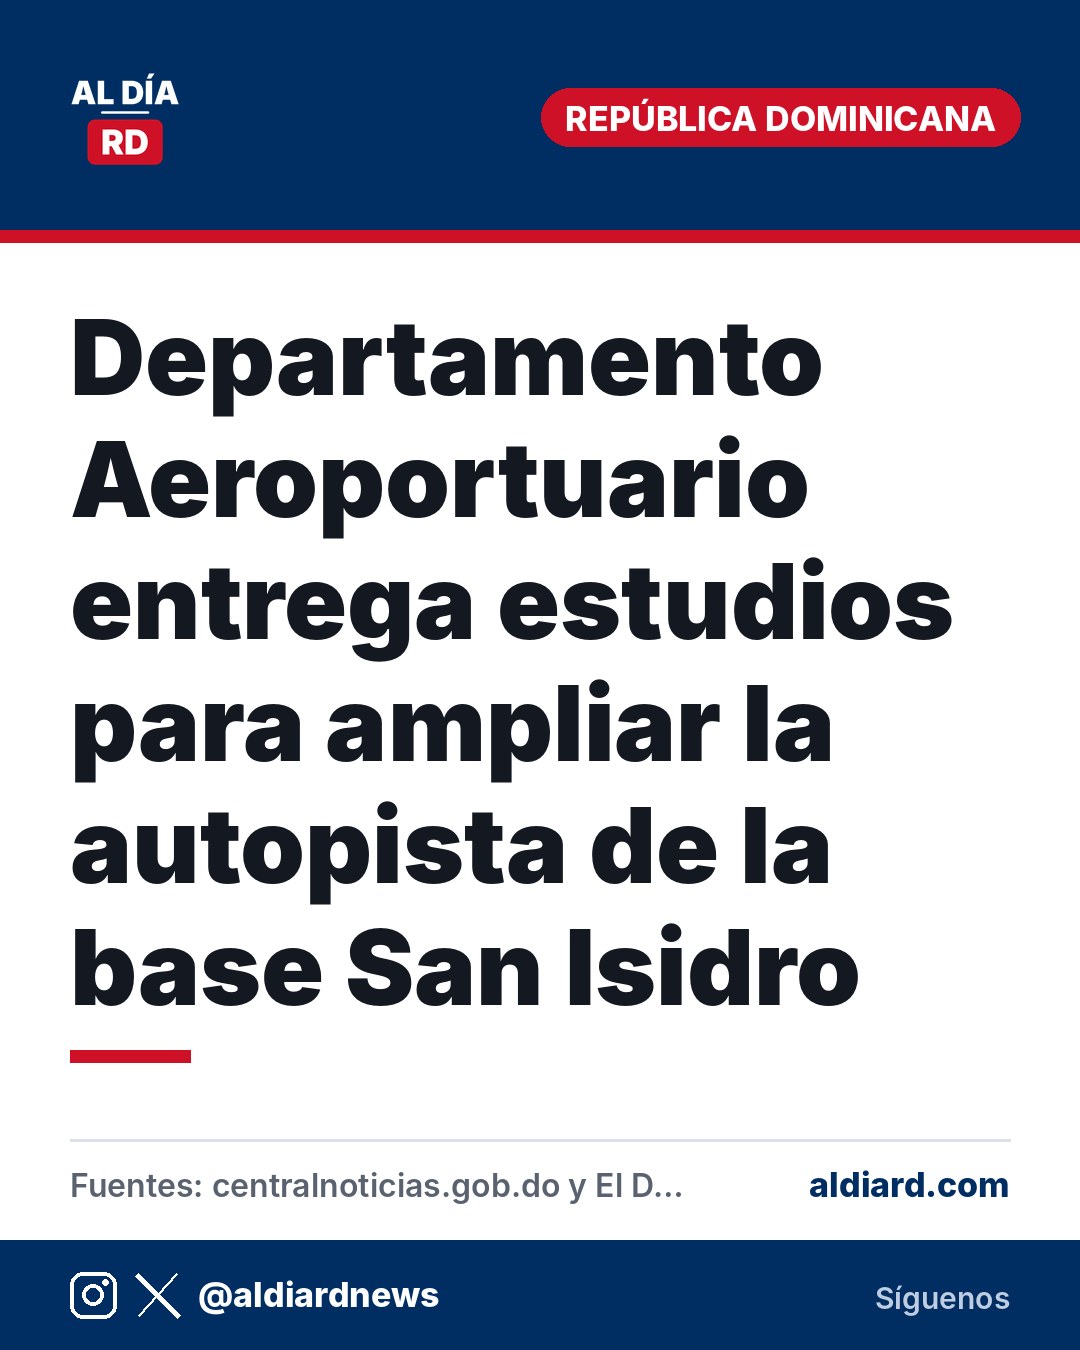 AL DÍA
RD
REPÚBLICA DOMINICANA
Departamento
Aeroportuario
entrega estudios
para ampliar la
autopista de la
base San Isidro
Fuentes: centralnoticias.gob.do y El D...
aldiard.com
@aldiardnews
Síguenos